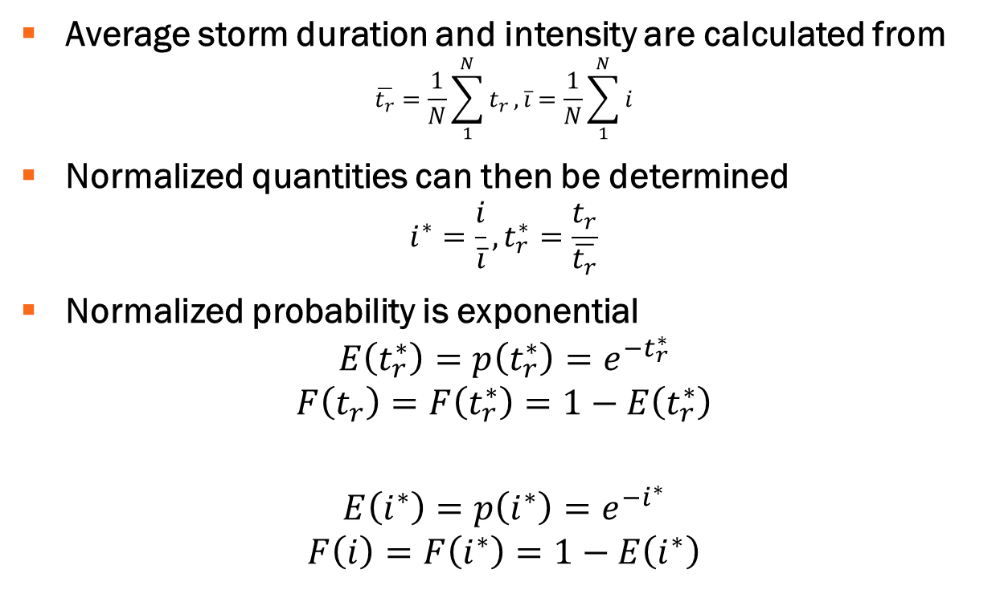 ▪ Average storm duration and intensity are calculated from
$\overline{t_r} = \frac{1}{N}\sum_{1}^{N} t_r , \bar{\imath} = \frac{1}{N}\sum_{1}^{N} i$
▪ Normalized quantities can then be determined
$i^* = \frac{i}{\bar{\imath}}, t_r^* = \frac{t_r}{\overline{t_r}}$
▪ Normalized probability is exponential
$E(t_r^*) = p(t_r^*) = e^{-t_r^*}$
$F(t_r) = F(t_r^*) = 1 - E(t_r^*)$
$E(i^*) = p(i^*) = e^{-i^*}$
$F(i) = F(i^*) = 1 - E(i^*)$